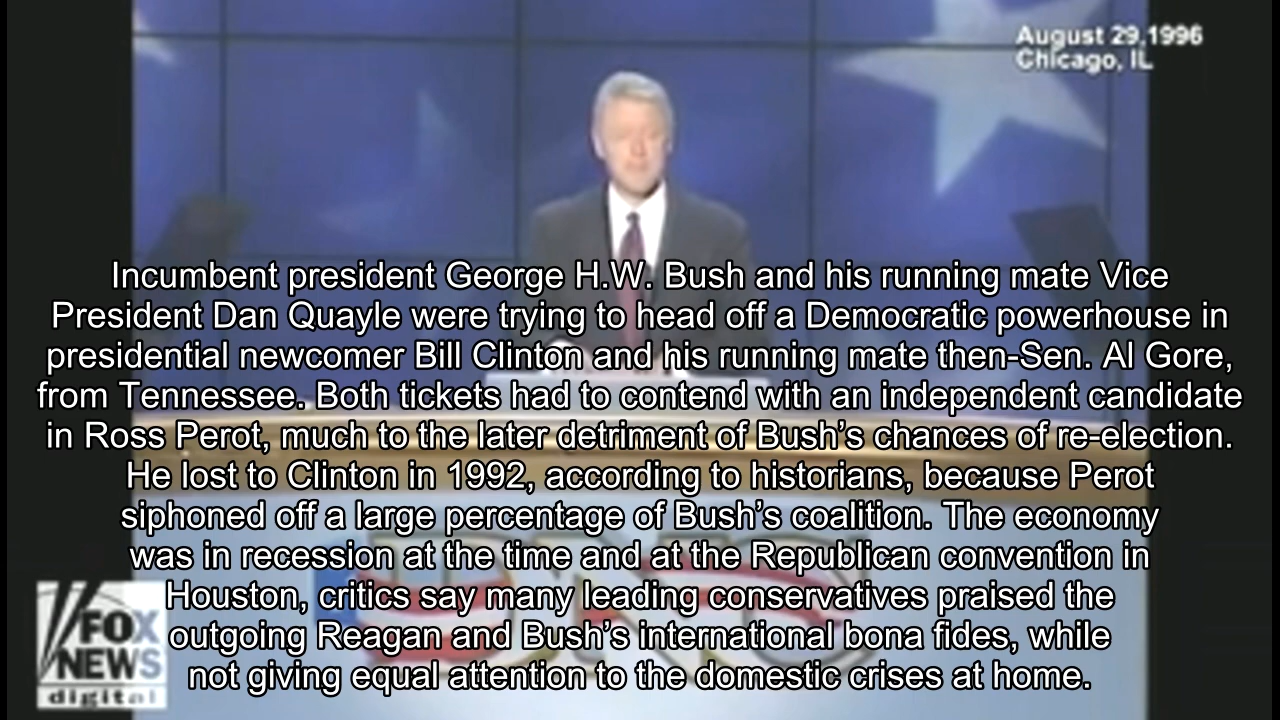 August 29,1996
Chicago, IL
Incumbent president George H.W. Bush and his running mate Vice
President Dan Quayle were trying to head off a Democratic powerhouse in
presidential newcomer Bill Clinton and his running mate then-Sen. Al Gore,
from Tennessee. Both tickets had to contend with an independent candidate
in Ross Perot, much to the later detriment of Bush’s chances of re-election.
He lost to Clinton in 1992, according to historians, because Perot
siphoned off a large percentage of Bush’s coalition. The economy
was in recession at the time and at the Republican convention in
Houston, critics say many leading conservatives praised the
outgoing Reagan and Bush’s international bona fides, while
not giving equal attention to the domestic crises at home.
FOX
NEWS
digital